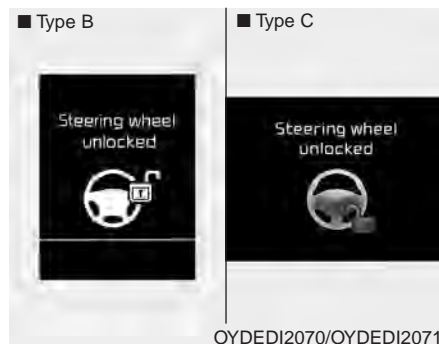 ■ Type B
■ Type C
Steering wheel
unlocked
Steering wheel
unlocked
OYDEDI2070/OYDEDI2071